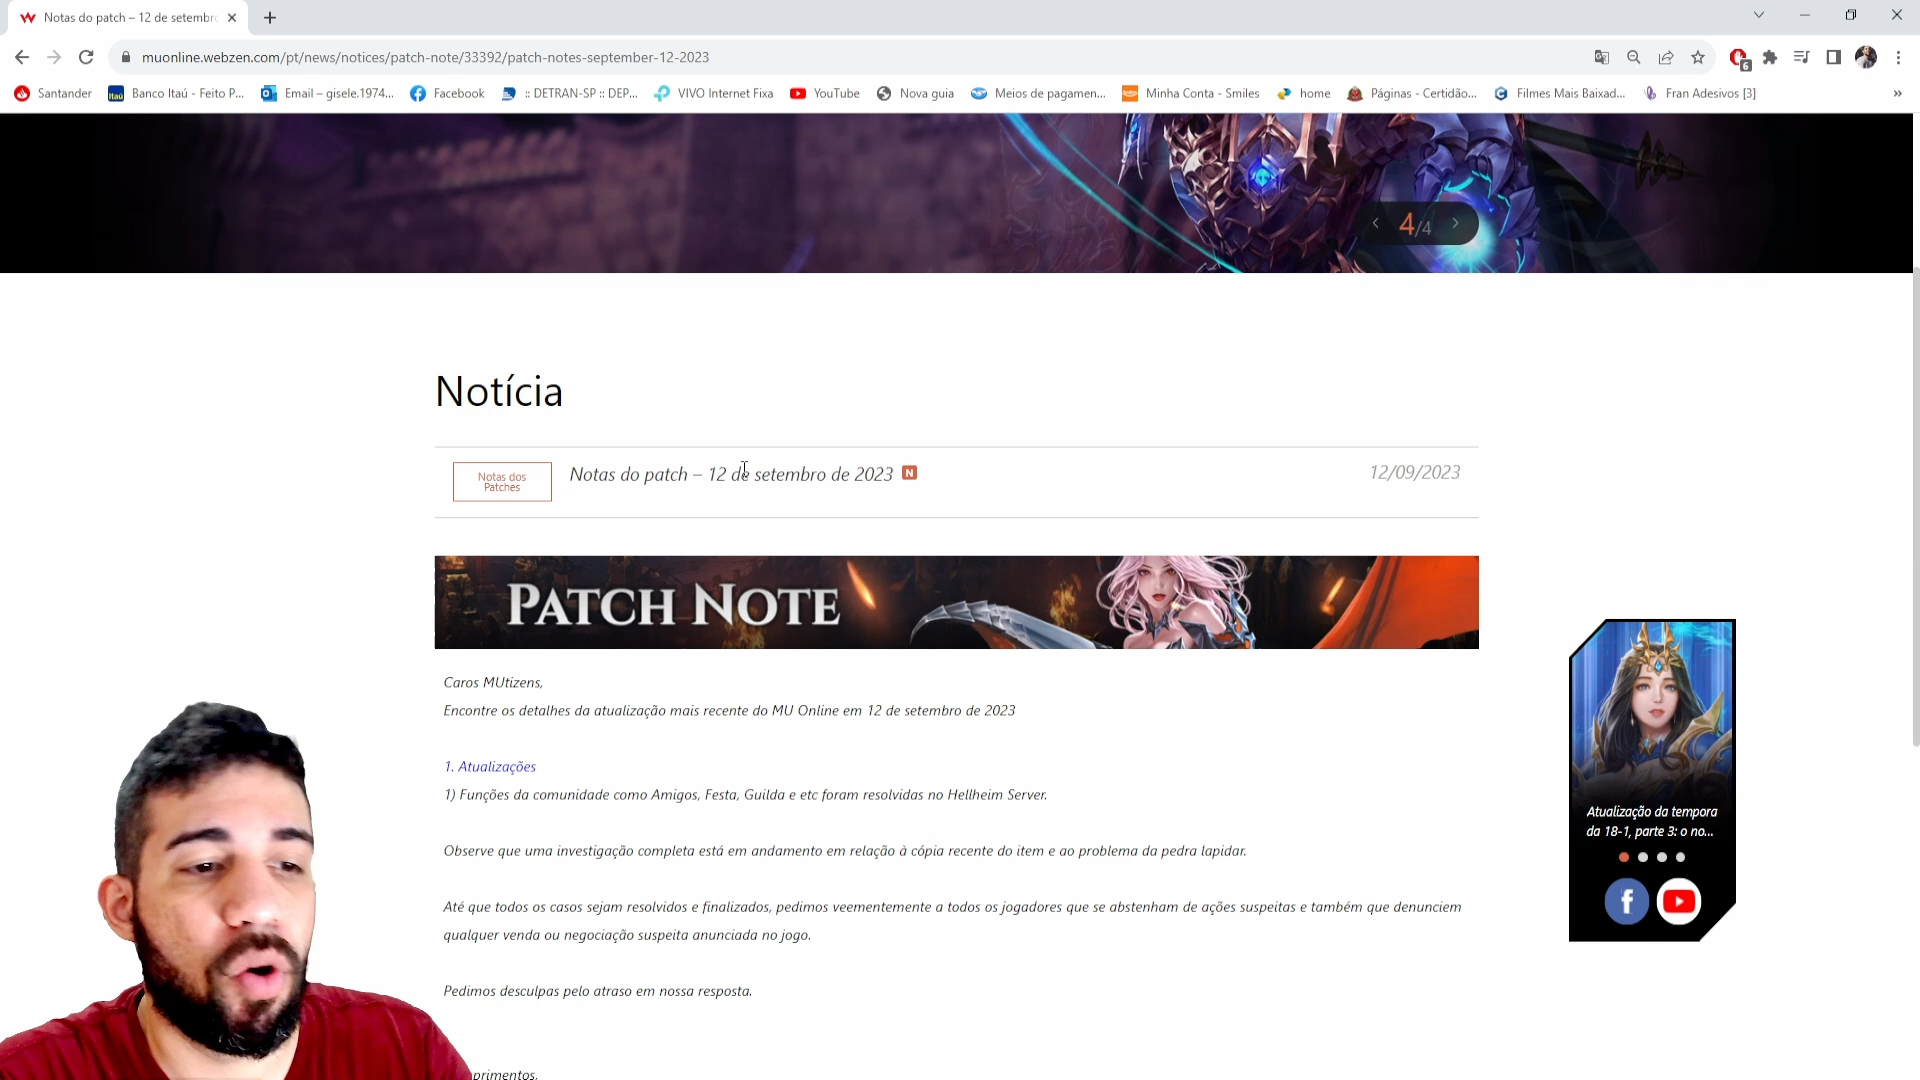 Notas do patch – 12 de setembro
muonline.webzen.com/pt/news/notices/patch-note/33392/patch-notes-september-12-2023
6
Santander
Banco Itaú - Feito P...
Email – gisele.1974...
Facebook
:: DETRAN-SP :: DEP...
VIVO Internet Fixa
YouTube
Nova guia
Meios de pagamen...
Minha Conta - Smiles
home
Páginas - Certidão...
Filmes Mais Baixad...
Fran Adesivos [3]
»
4/4
Notícia
Notas dos
Patches
Notas do patch – 12 de setembro de 2023 N
12/09/2023
PATCH NOTE
Caros MUtizens,
Encontre os detalhes da atualização mais recente do MU Online em 12 de setembro de 2023
1. Atualizações
1) Funções da comunidade como Amigos, Festa, Guilda e etc foram resolvidas no Hellheim Server.
Observe que uma investigação completa está em andamento em relação à cópia recente do item e ao problema da pedra lapidar.
Até que todos os casos sejam resolvidos e finalizados, pedimos veementemente a todos os jogadores que se abstenham de ações suspeitas e também que denunciem
qualquer venda ou negociação suspeita anunciada no jogo.
Pedimos desculpas pelo atraso em nossa resposta.
primentos,
Atualização da tempora
da 18-1, parte 3: o no...